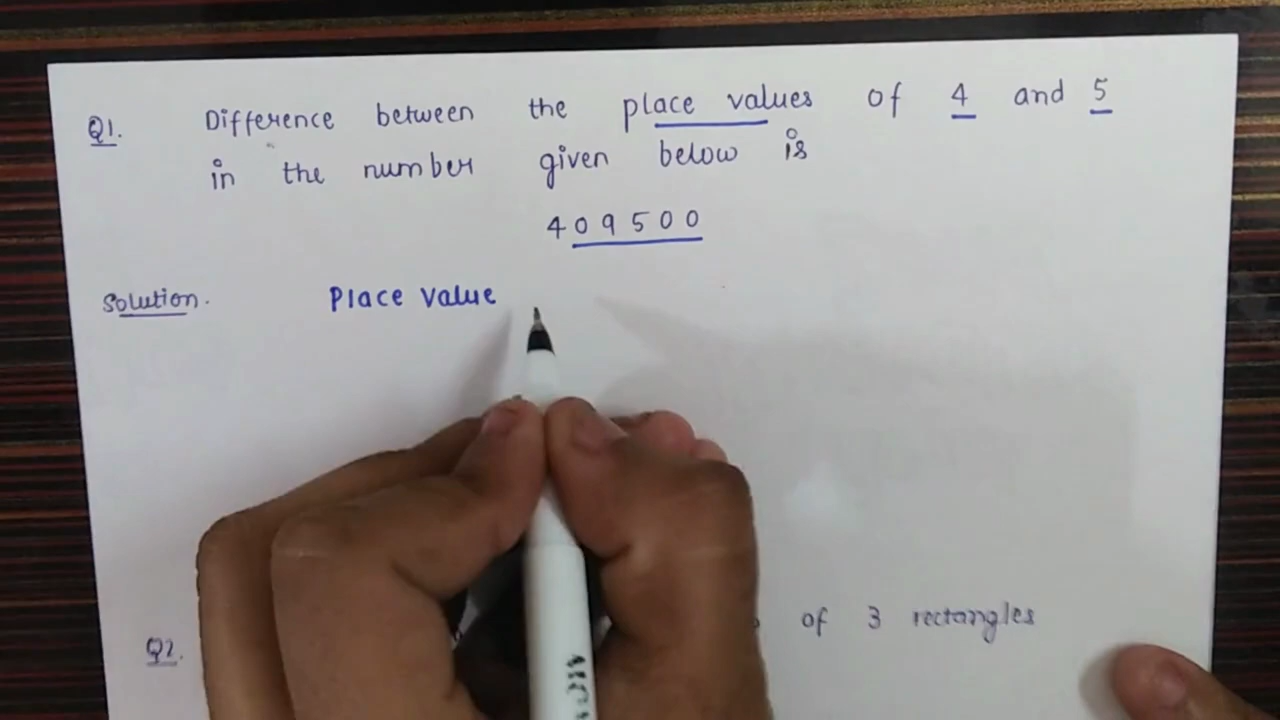 Q1. Difference between the place values of 4 and 5
in the number given below is
409500
Solution. Place Value
Q2. of 3 rectangles